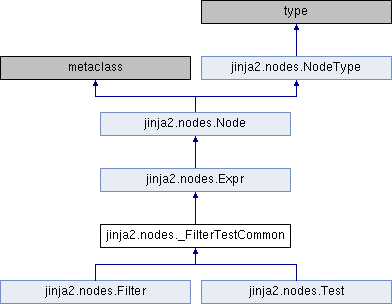 type
metaclass
jinja2.nodes.NodeType
jinja2.nodes.Node
jinja2.nodes.Expr
jinja2.nodes._FilterTestCommon
jinja2.nodes.Filter
jinja2.nodes.Test